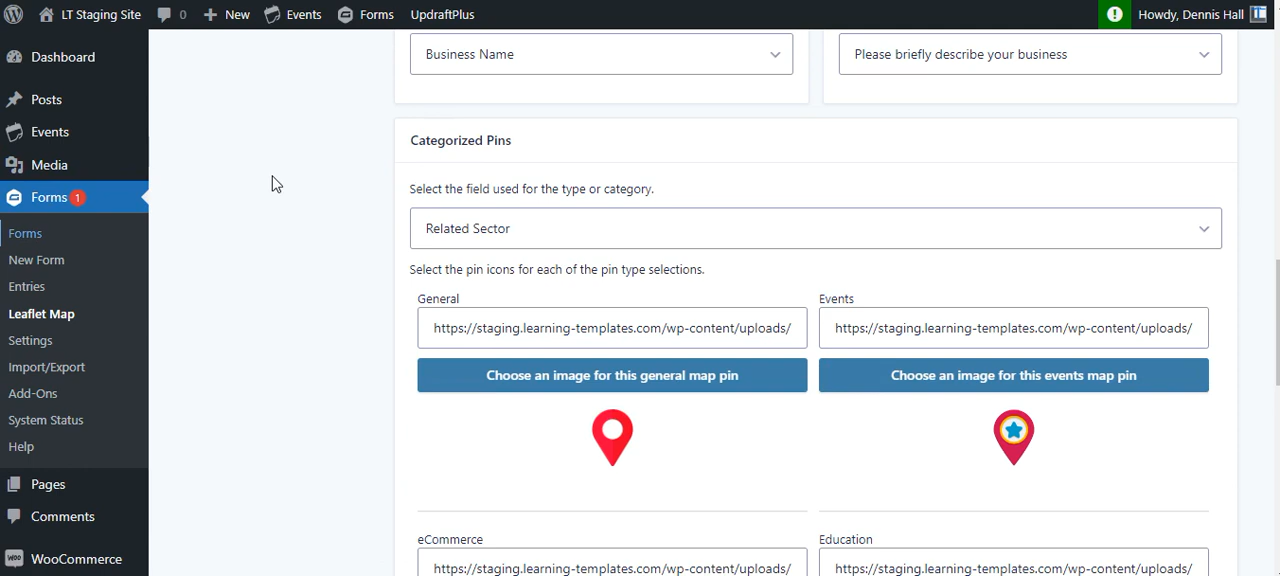 LT Staging Site
0
New
Events
Forms
UpdraftPlus
Howdy, Dennis Hall
Dashboard
Posts
Events
Media
Forms 1
Forms
New Form
Entries
Leaflet Map
Settings
Import/Export
Add-Ons
System Status
Help
Pages
Comments
WooCommerce
Business Name
Please briefly describe your business
Categorized Pins
Select the field used for the type or category.
Related Sector
Select the pin icons for each of the pin type selections.
General
Events
https://staging.learning-templates.com/wp-content/uploads/
https://staging.learning-templates.com/wp-content/uploads/
Choose an image for this general map pin
Choose an image for this events map pin
eCommerce
Education
https://staging.learning-templates.com/wp-content/uploads/
https://staging.learning-templates.com/wp-content/uploads/